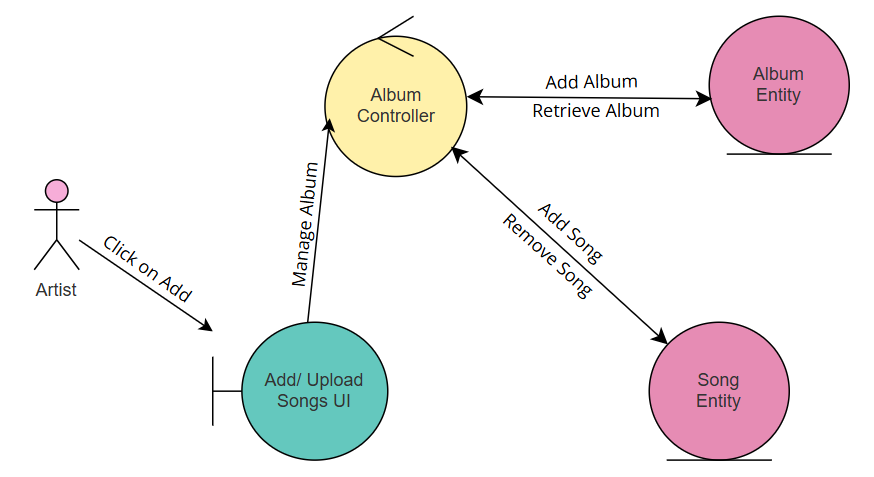 Album
Controller
Add Album
Retrieve Album
Album
Entity
Manage Album
Add Song
Remove Song
Artist
Click on Add
Add/ Upload
Songs UI
Song
Entity